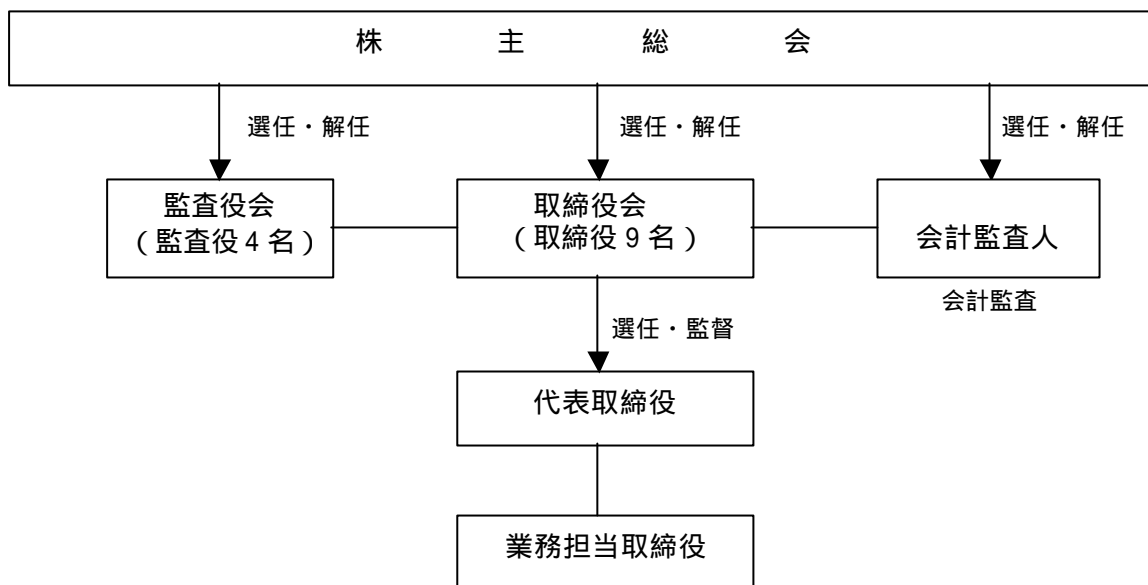 株主総会
選任・解任
選任・解任
選任・解任
監査役会
（監査役４名）
取締役会
（取締役９名）
会計監査人
会計監査
選任・監督
代表取締役
業務担当取締役